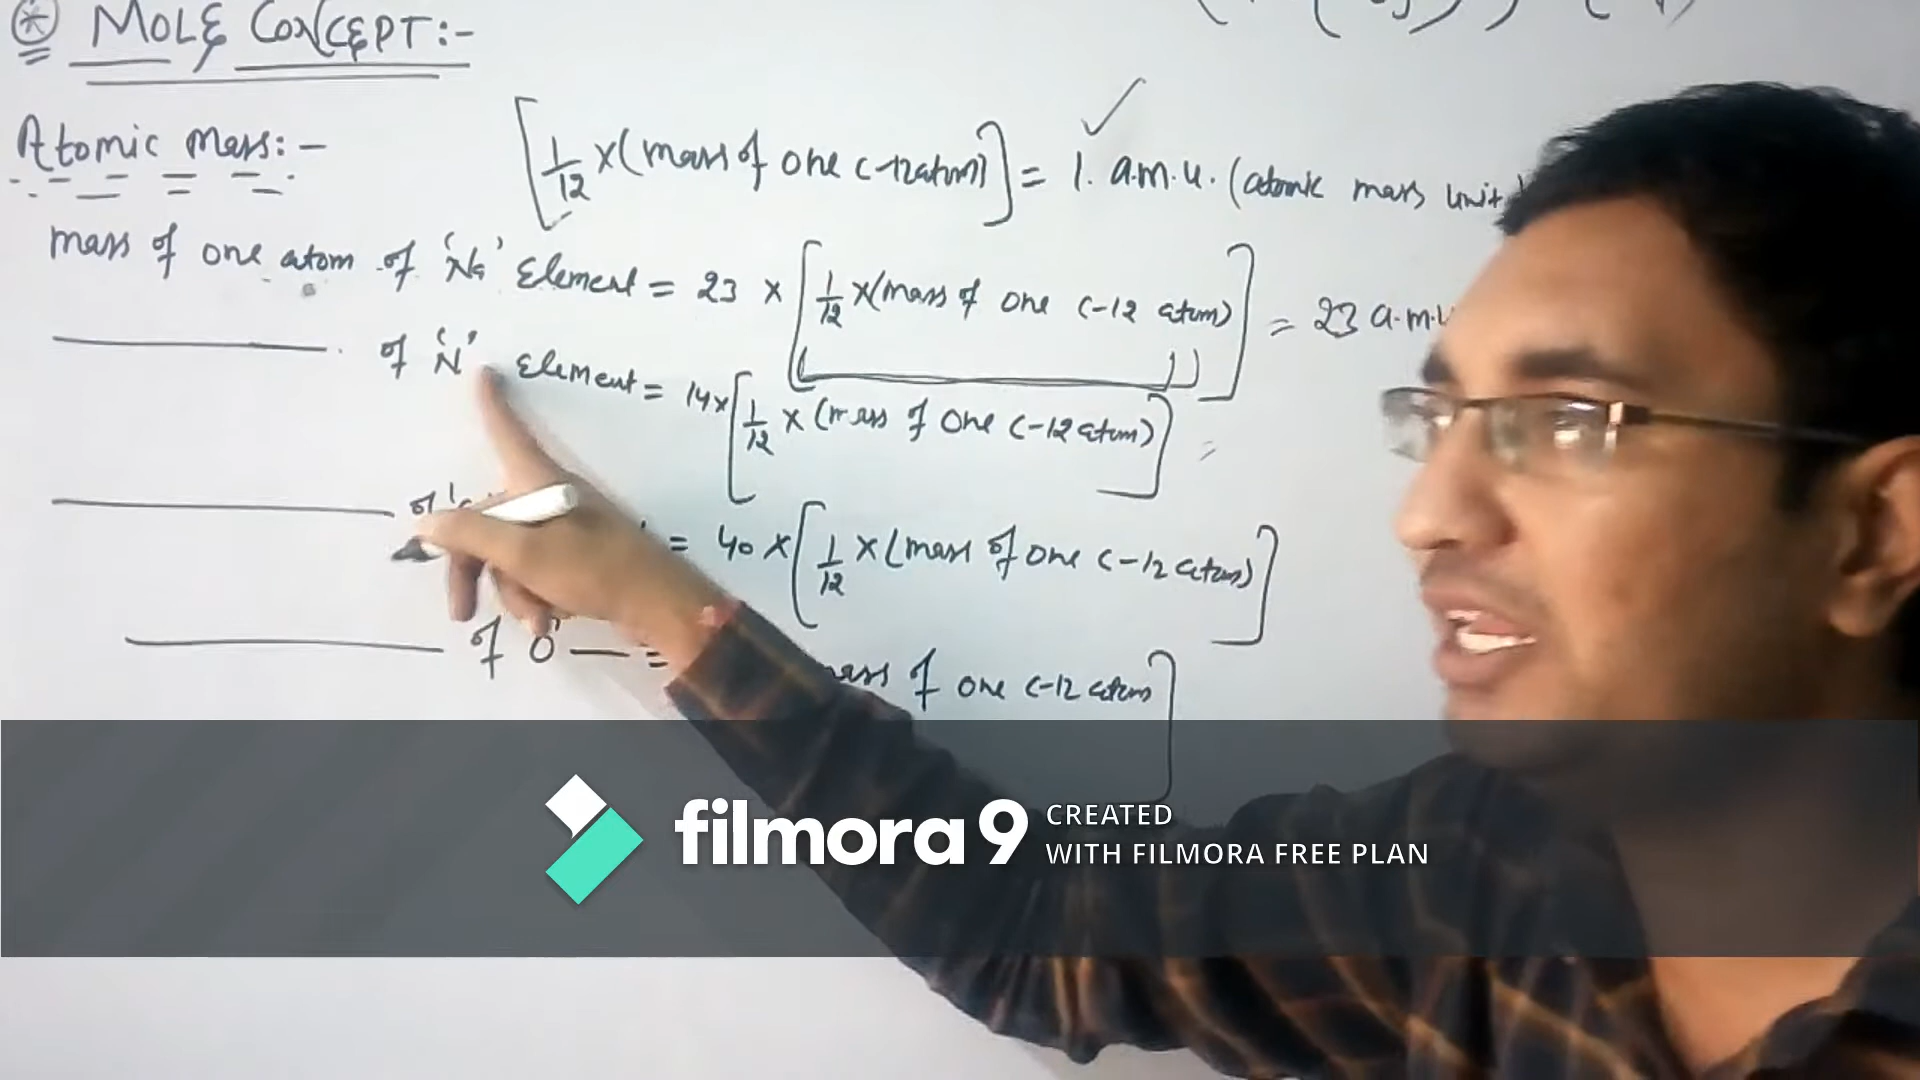 * MOLE CONCEPT:-
Atomic Mass:-
[1/12 x (mass of one C-12 atom)] = 1. a.m.u. (atomic mass unit
mass of one atom of 'Na' Element = 23 x [1/12 x (mass of one C-12 atom)] = 23 a.m.u
of 'N' Element = 14 x [1/12 x (mass of one C-12 atom)] =
of = 40 x [1/12 x (mass of one C-12 atom)]
of 'O' = mass of one C-12 atom]
filmora 9
CREATED
WITH FILMORA FREE PLAN